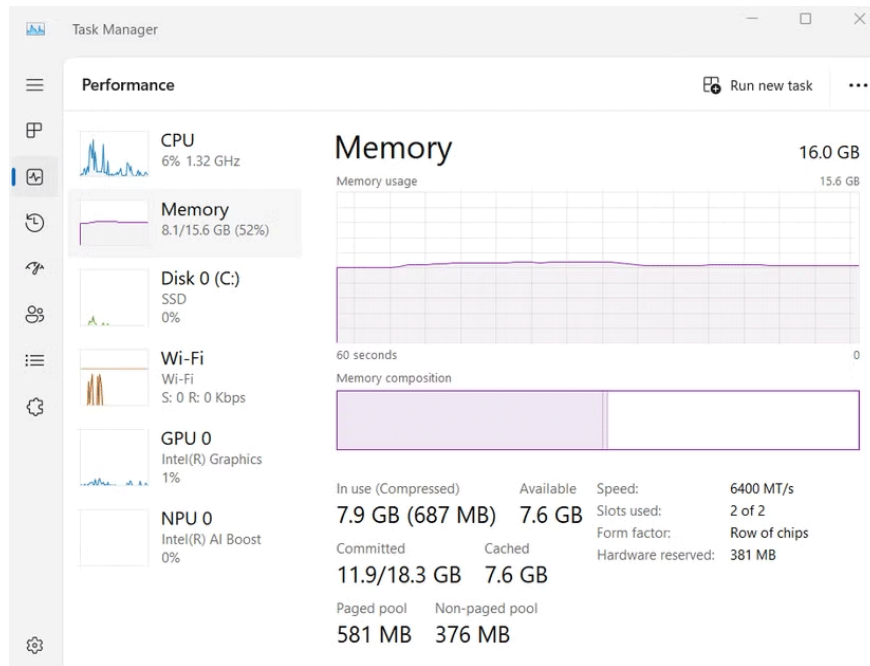 Task Manager
Performance
Run new task
CPU
6% 1.32 GHz
Memory
8.1/15.6 GB (52%)
Disk 0 (C:)
SSD
0%
Wi-Fi
Wi-Fi
S: 0 R: 0 Kbps
GPU 0
Intel(R) Graphics
1%
NPU 0
Intel(R) AI Boost
0%
Memory 16.0 GB
Memory usage 15.6 GB
60 seconds 0
Memory composition
In use (Compressed) Available
7.9 GB (687 MB) 7.6 GB
Committed Cached
11.9/18.3 GB 7.6 GB
Paged pool Non-paged pool
581 MB 376 MB
Speed: 6400 MT/s
Slots used: 2 of 2
Form factor: Row of chips
Hardware reserved: 381 MB